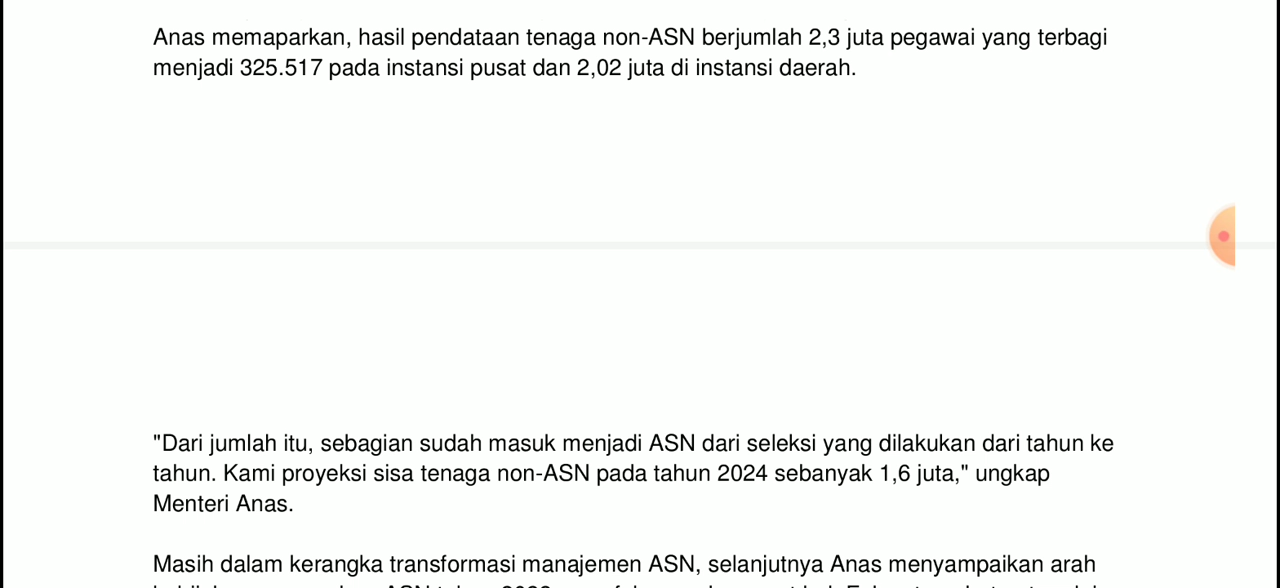 Anas memaparkan, hasil pendataan tenaga non-ASN berjumlah 2,3 juta pegawai yang terbagi
menjadi 325.517 pada instansi pusat dan 2,02 juta di instansi daerah.
"Dari jumlah itu, sebagian sudah masuk menjadi ASN dari seleksi yang dilakukan dari tahun ke
tahun. Kami proyeksi sisa tenaga non-ASN pada tahun 2024 sebanyak 1,6 juta," ungkap
Menteri Anas.
Masih dalam kerangka transformasi manajemen ASN, selanjutnya Anas menyampaikan arah